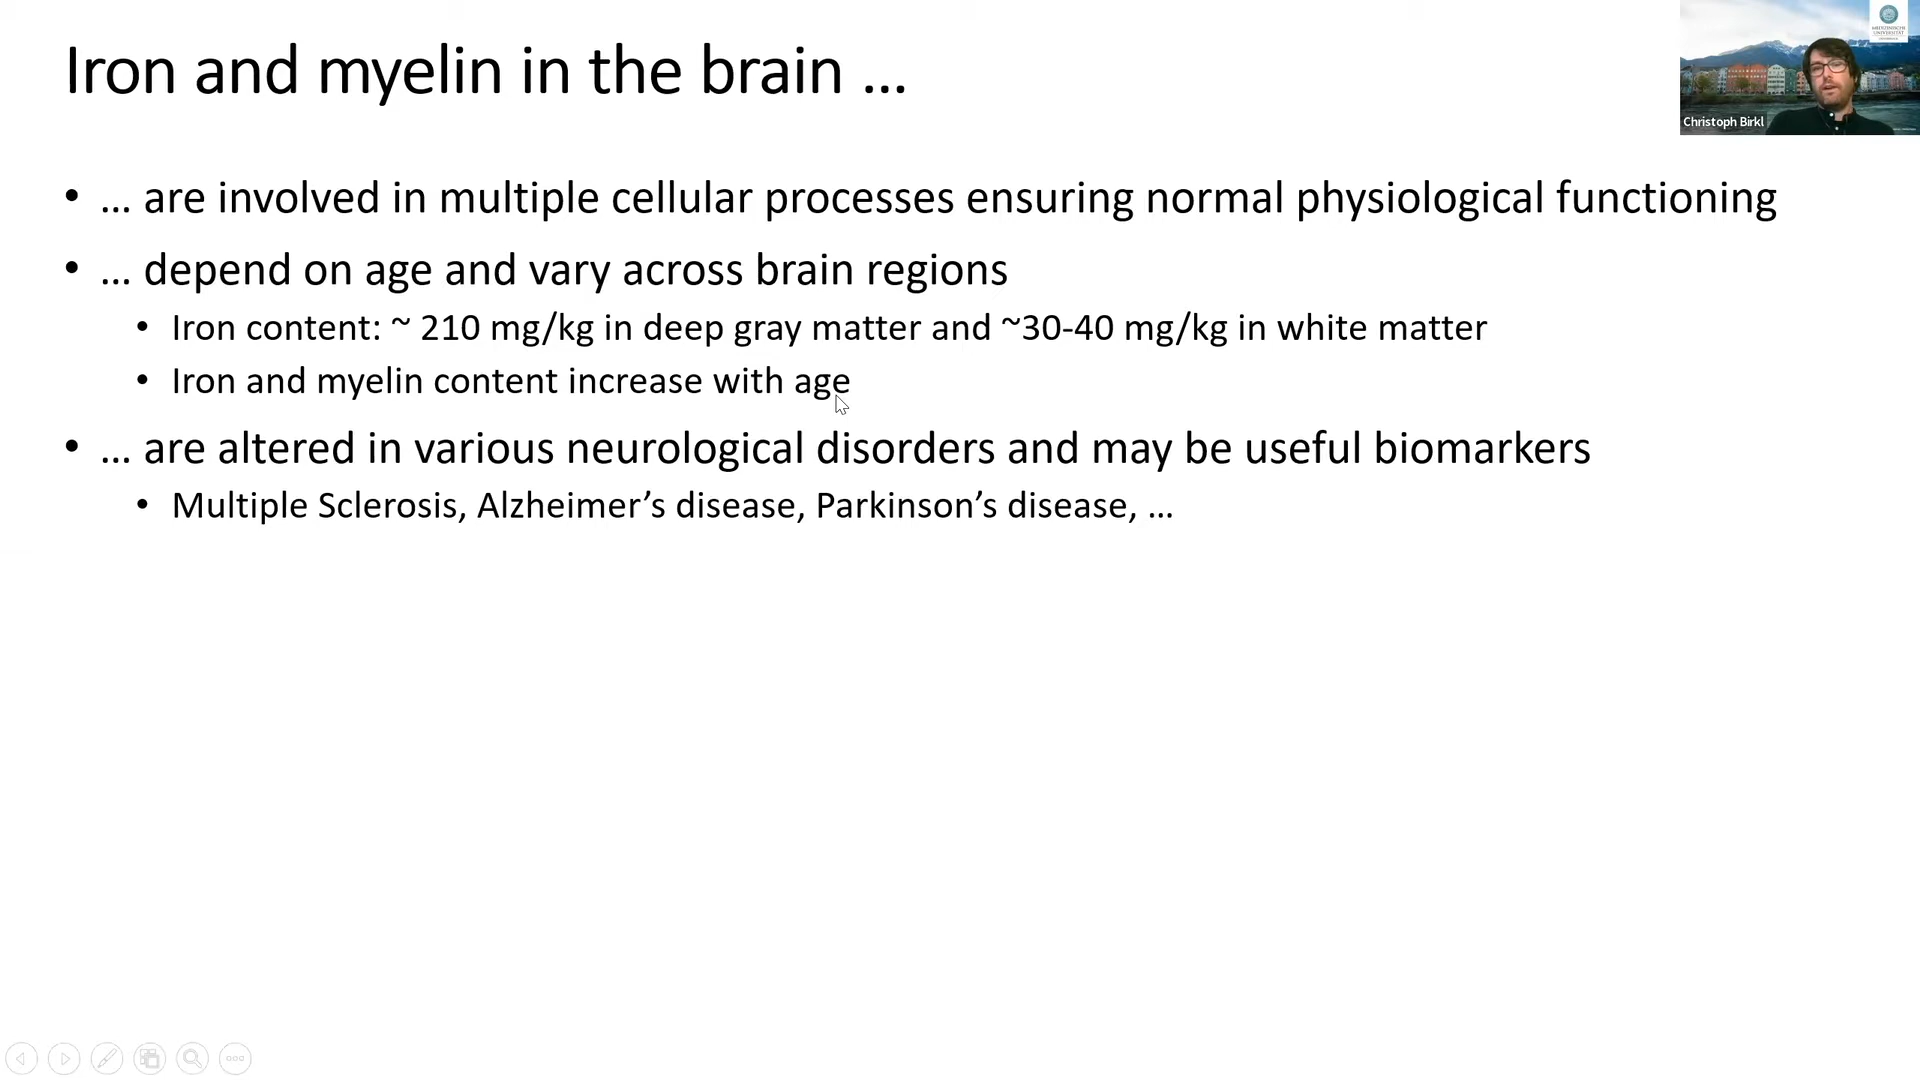 Iron and myelin in the brain …
MEDIZINISCHE
UNIVERSITÄT
Christoph Birkl
• … are involved in multiple cellular processes ensuring normal physiological functioning
• … depend on age and vary across brain regions
• Iron content: ~ 210 mg/kg in deep gray matter and ~30-40 mg/kg in white matter
• Iron and myelin content increase with age
• … are altered in various neurological disorders and may be useful biomarkers
• Multiple Sclerosis, Alzheimer’s disease, Parkinson’s disease, …